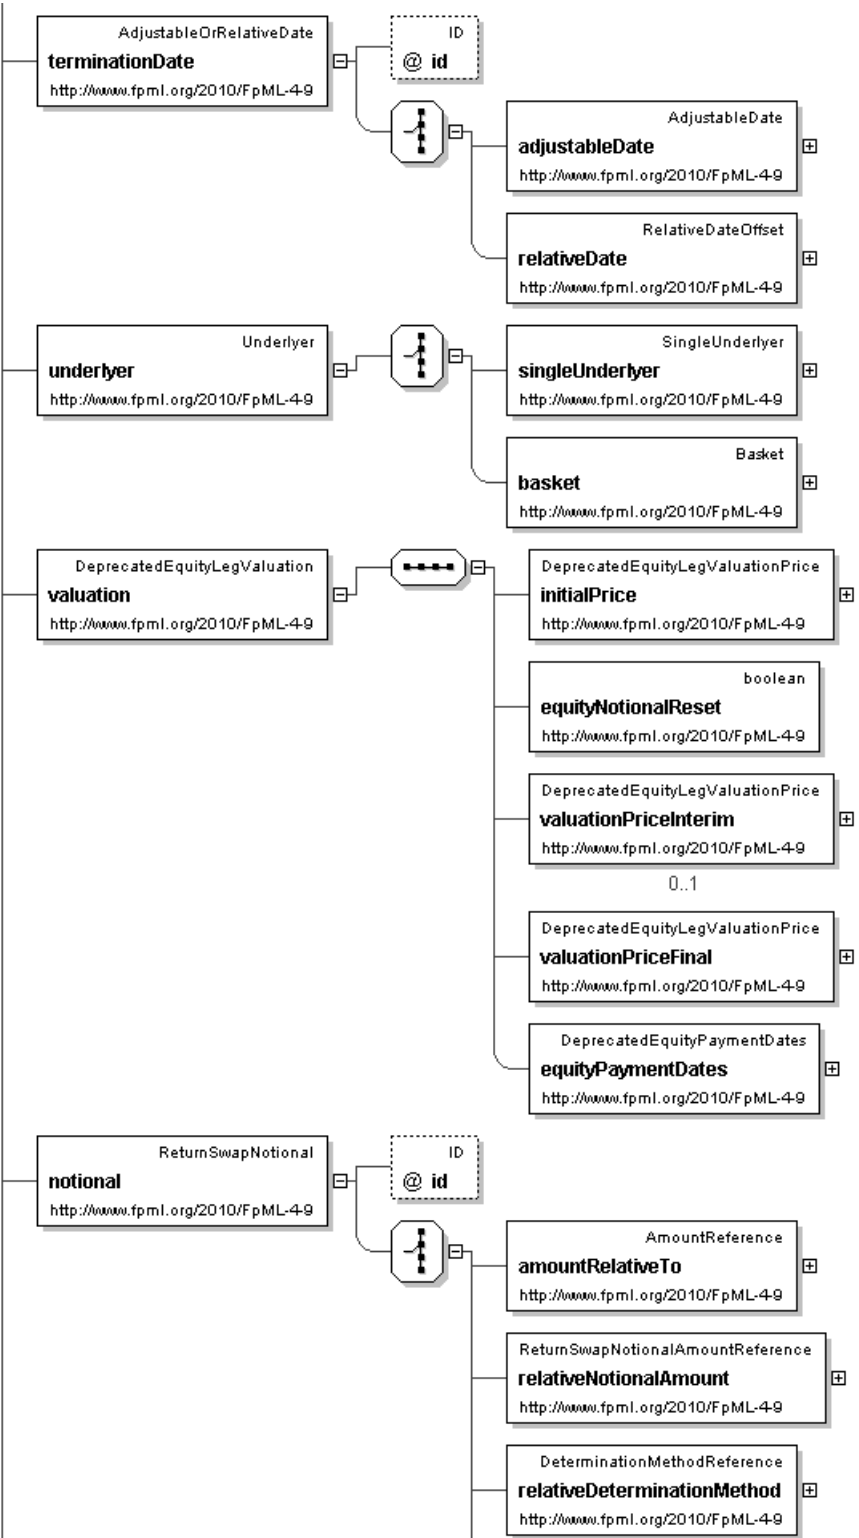 AdjustableOrRelativeDate
terminationDate
http://www.fpml.org/2010/FpML-4-9
ID
@ id
AdjustableDate
adjustableDate
http://www.fpml.org/2010/FpML-4-9
RelativeDateOffset
relativeDate
http://www.fpml.org/2010/FpML-4-9
Underlyer
underlyer
http://www.fpml.org/2010/FpML-4-9
SingleUnderlyer
singleUnderlyer
http://www.fpml.org/2010/FpML-4-9
Basket
basket
http://www.fpml.org/2010/FpML-4-9
DeprecatedEquityLegValuation
valuation
http://www.fpml.org/2010/FpML-4-9
DeprecatedEquityLegValuationPrice
initialPrice
http://www.fpml.org/2010/FpML-4-9
boolean
equityNotionalReset
http://www.fpml.org/2010/FpML-4-9
DeprecatedEquityLegValuationPrice
valuationPriceInterim
http://www.fpml.org/2010/FpML-4-9
0..1
DeprecatedEquityLegValuationPrice
valuationPriceFinal
http://www.fpml.org/2010/FpML-4-9
DeprecatedEquityPaymentDates
equityPaymentDates
http://www.fpml.org/2010/FpML-4-9
ReturnSwapNotional
notional
http://www.fpml.org/2010/FpML-4-9
ID
@ id
AmountReference
amountRelativeTo
http://www.fpml.org/2010/FpML-4-9
ReturnSwapNotionalAmountReference
relativeNotionalAmount
http://www.fpml.org/2010/FpML-4-9
DeterminationMethodReference
relativeDeterminationMethod
http://www.fpml.org/2010/FpML-4-9